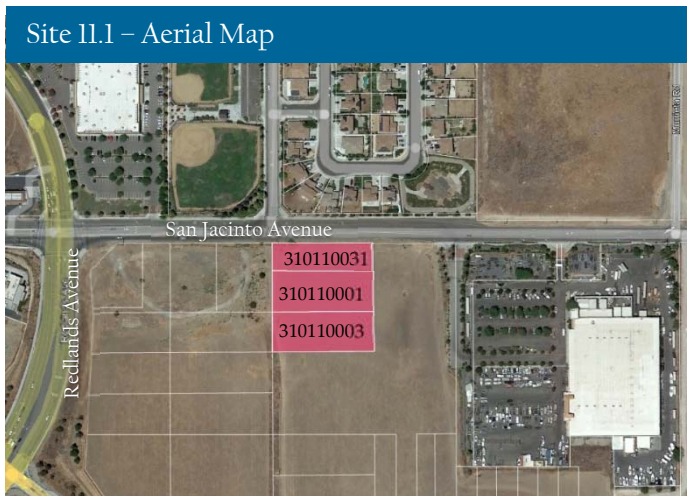 Site 11.1 – Aerial Map
San Jacinto Avenue
310110031
310110001
310110003
Redlands Avenue